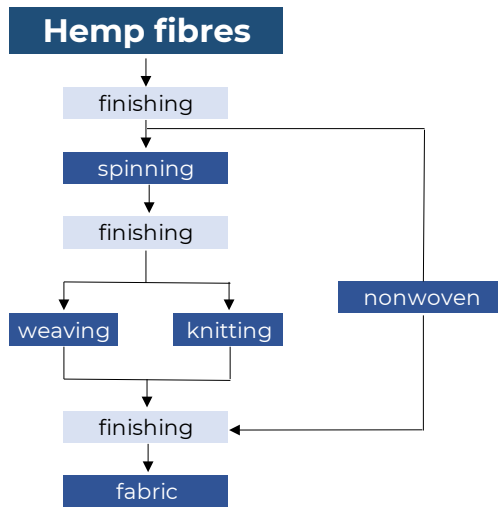 Hemp fibres
finishing
spinning
finishing
nonwoven
weaving
knitting
finishing
fabric